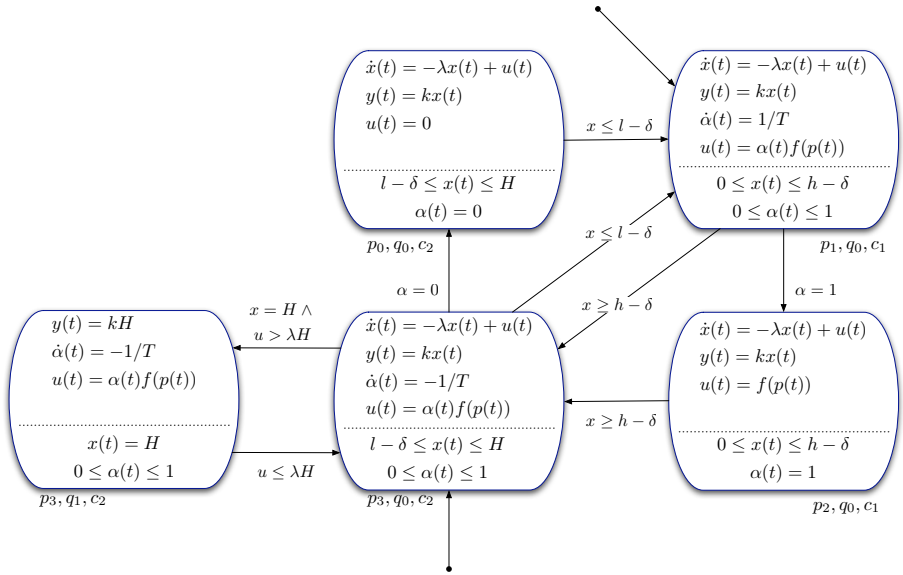 ẋ(t) = −λx(t) + u(t)
y(t) = kx(t)
u(t) = 0
l − δ ≤ x(t) ≤ H
α(t) = 0
p₀, q₀, c₂
x ≤ l − δ
ẋ(t) = −λx(t) + u(t)
y(t) = kx(t)
α̇(t) = 1/T
u(t) = α(t)f(p(t))
0 ≤ x(t) ≤ h − δ
0 ≤ α(t) ≤ 1
p₁, q₀, c₁
α = 0
x ≤ l − δ
x ≥ h − δ
α = 1
y(t) = kH
α̇(t) = −1/T
u(t) = α(t)f(p(t))
x(t) = H
0 ≤ α(t) ≤ 1
p₃, q₁, c₂
x = H ∧
u > λH
u ≤ λH
ẋ(t) = −λx(t) + u(t)
y(t) = kx(t)
α̇(t) = −1/T
u(t) = α(t)f(p(t))
l − δ ≤ x(t) ≤ H
0 ≤ α(t) ≤ 1
p₃, q₀, c₂
x ≥ h − δ
ẋ(t) = −λx(t) + u(t)
y(t) = kx(t)
u(t) = f(p(t))
0 ≤ x(t) ≤ h − δ
α(t) = 1
p₂, q₀, c₁